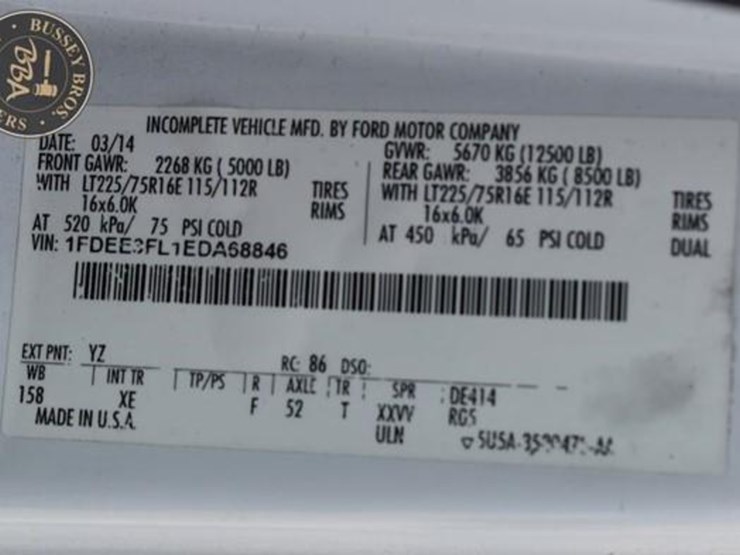 BUSSEY BROS.
BBA
INCOMPLETE VEHICLE MFD. BY FORD MOTOR COMPANY
DATE: 03/14
GVWR: 5670 KG (12500 LB)
FRONT GAWR: 2268 KG ( 5000 LB)
REAR GAWR: 3856 KG ( 8500 LB)
WITH LT225/75R16E 115/112R TIRES
WITH LT225/75R16E 115/112R TIRES
16x6.0K RIMS
16x6.0K RIMS
AT 520 kPa/ 75 PSI COLD
AT 450 kPa/ 65 PSI COLD DUAL
VIN: 1FDEE3FL1EDA68846
EXT PNT: YZ RC: 86 DSO:
WB INT TR TP/PS R AXLE TR SPR DE414
158 XE F 52 T XXVV RG5
MADE IN U.S.A. ULN